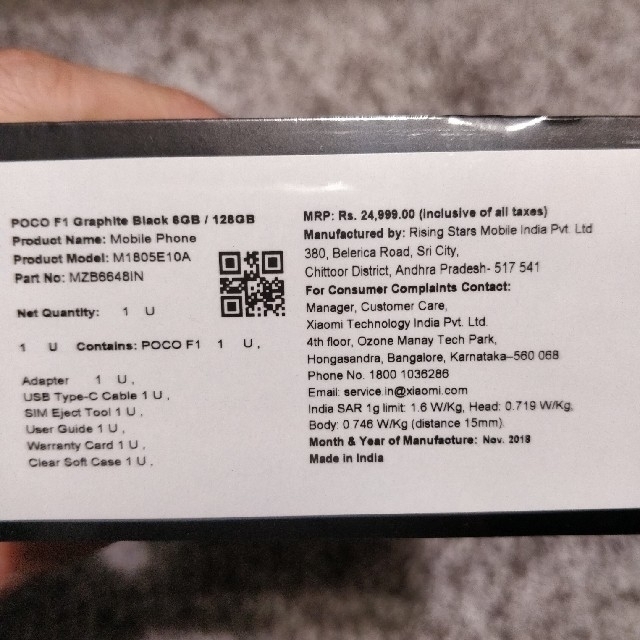 POCO F1 Graphite Black 6GB / 128GB
Product Name: Mobile Phone
Product Model: M1805E10A
Part No: MZB6648IN
Net Quantity: 1 U
1 U Contains: POCO F1 1 U,
Adapter 1 U,
USB Type-C Cable 1 U,
SIM Eject Tool 1 U,
User Guide 1 U,
Warranty Card 1 U,
Clear Soft Case 1 U,
MRP: Rs. 24,999.00 (inclusive of all taxes)
Manufactured by: Rising Stars Mobile India Pvt. Ltd
380, Belerica Road, Sri City,
Chittoor District, Andhra Pradesh- 517 541
For Consumer Complaints Contact:
Manager, Customer Care,
Xiaomi Technology India Pvt. Ltd.
4th floor, Ozone Manay Tech Park,
Hongasandra, Bangalore, Karnataka–560 068
Phone No. 1800 1036286
Email: service.in@xiaomi.com
India SAR 1g limit: 1.6 W/Kg, Head: 0.719 W/Kg,
Body: 0.746 W/Kg (distance 15mm).
Month & Year of Manufacture: Nov. 2018
Made in India